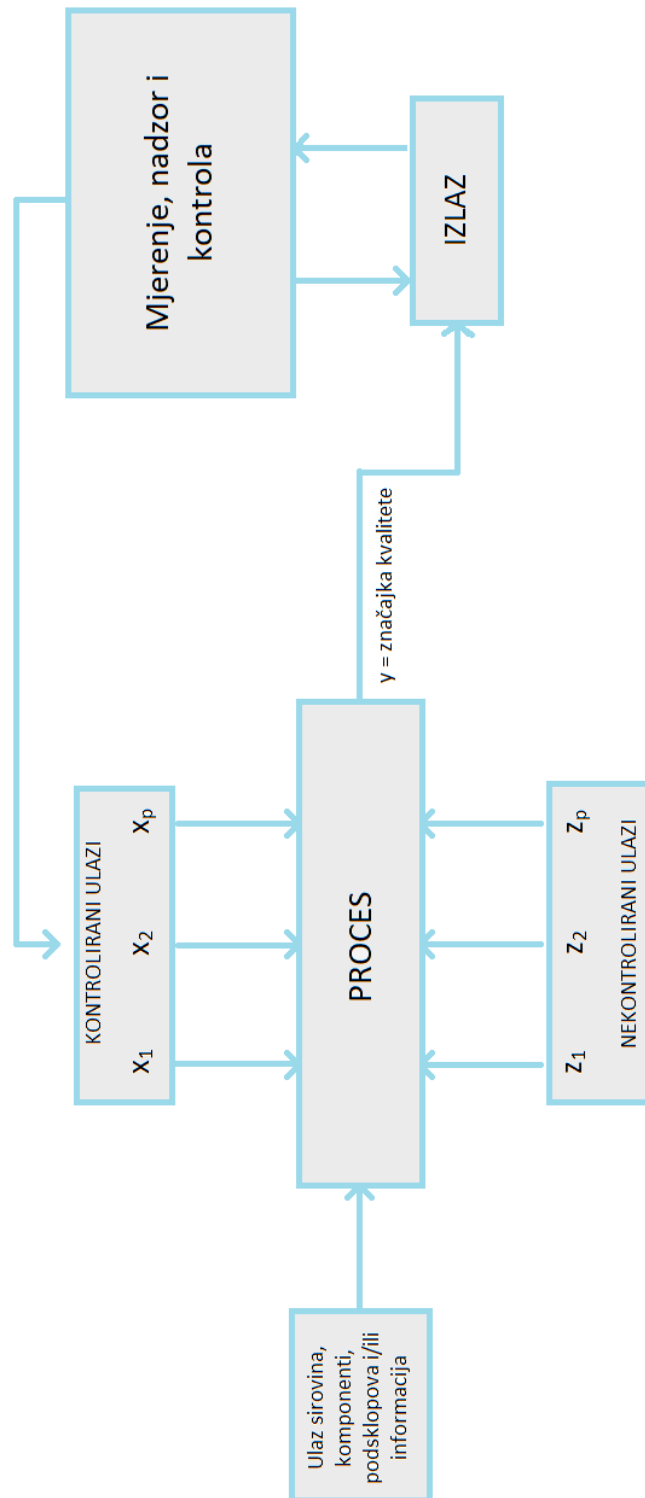 Ulaz sirovina,
komponenti,
podsklopova i/ili
informacija
KONTROLIRANI ULAZI
x₁ x₂ xₚ
PROCES
z₁ z₂ zₚ
NEKONTROLIRANI ULAZI
y = značajka kvalitete
Mjerenje, nadzor i
kontrola
IZLAZ